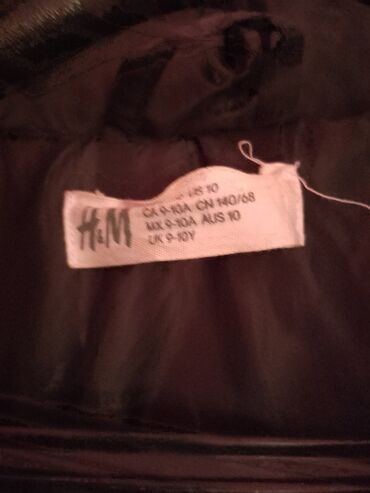 US 10
CA 9-10A CN 140/68
MX 9-10A AUS 10
UK 9-10Y
H&M